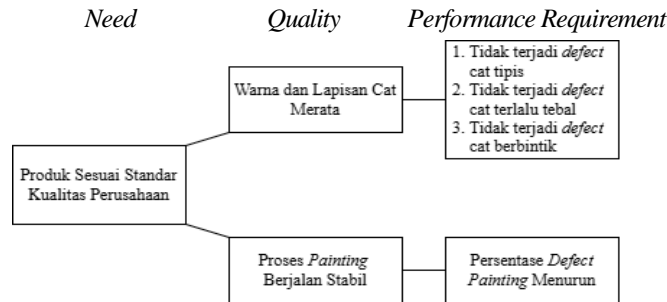 Need Quality Performance Requirement
Warna dan Lapisan Cat
Merata
1. Tidak terjadi defect
cat tipis
2. Tidak terjadi defect
cat terlalu tebal
3. Tidak terjadi defect
cat berbintik
Produk Sesuai Standar
Kualitas Perusahaan
Proses Painting
Berjalan Stabil
Persentase Defect
Painting Menurun